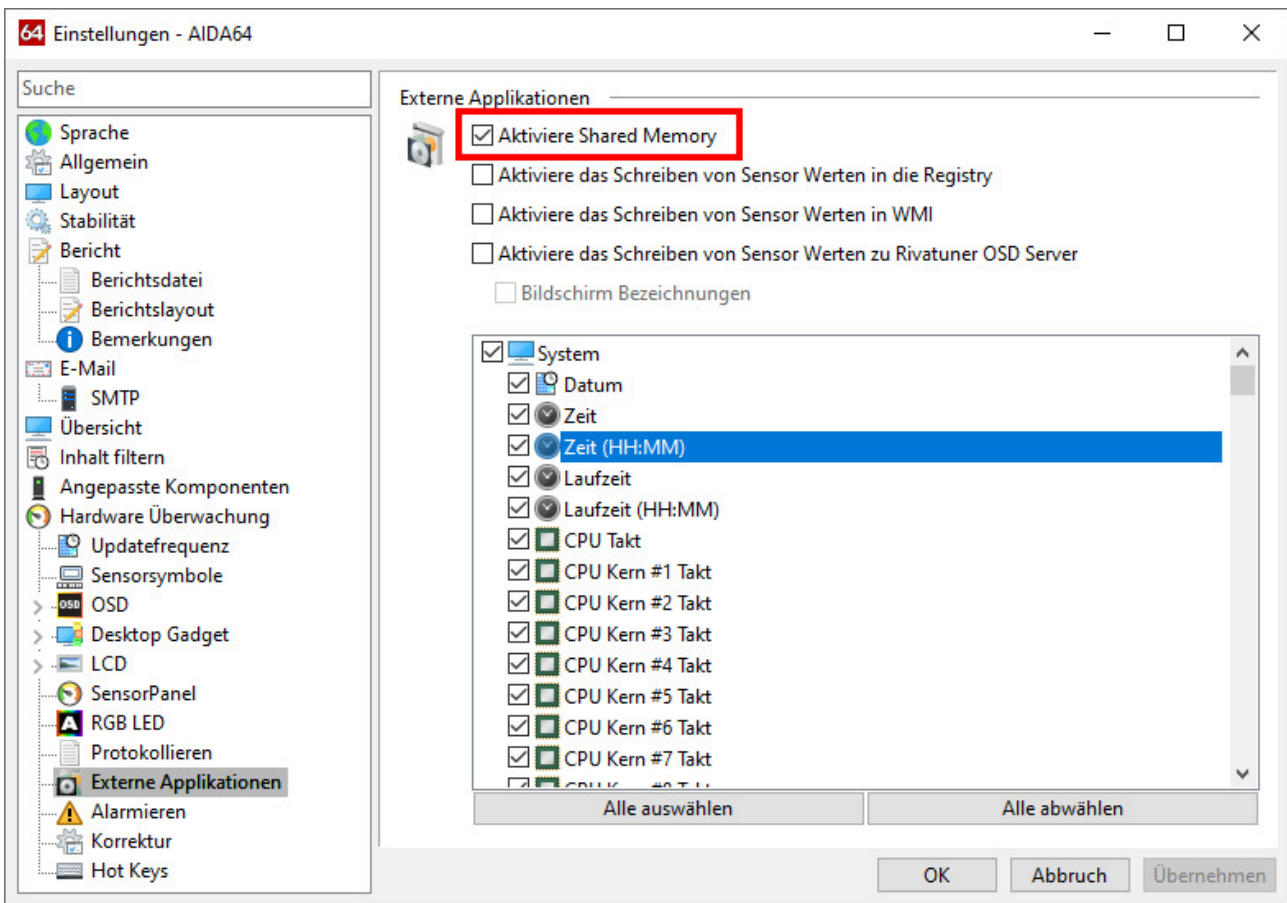 64 Einstellungen - AIDA64
Suche
Sprache
Allgemein
Layout
Stabilität
Bericht
Berichtsdatei
Berichtslayout
Bemerkungen
E-Mail
SMTP
Übersicht
Inhalt filtern
Angepasste Komponenten
Hardware Überwachung
Updatefrequenz
Sensorsymbole
OSD OSD
Desktop Gadget
LCD
SensorPanel
A RGB LED
Protokollieren
Externe Applikationen
Alarmieren
Korrektur
Hot Keys
Externe Applikationen
Aktiviere Shared Memory
Aktiviere das Schreiben von Sensor Werten in die Registry
Aktiviere das Schreiben von Sensor Werten in WMI
Aktiviere das Schreiben von Sensor Werten zu Rivatuner OSD Server
Bildschirm Bezeichnungen
System
Datum
Zeit
Zeit (HH:MM)
Laufzeit
Laufzeit (HH:MM)
CPU Takt
CPU Kern #1 Takt
CPU Kern #2 Takt
CPU Kern #3 Takt
CPU Kern #4 Takt
CPU Kern #5 Takt
CPU Kern #6 Takt
CPU Kern #7 Takt
CPU Kern #8 Takt
Alle auswählen
Alle abwählen
OK
Abbruch
Übernehmen